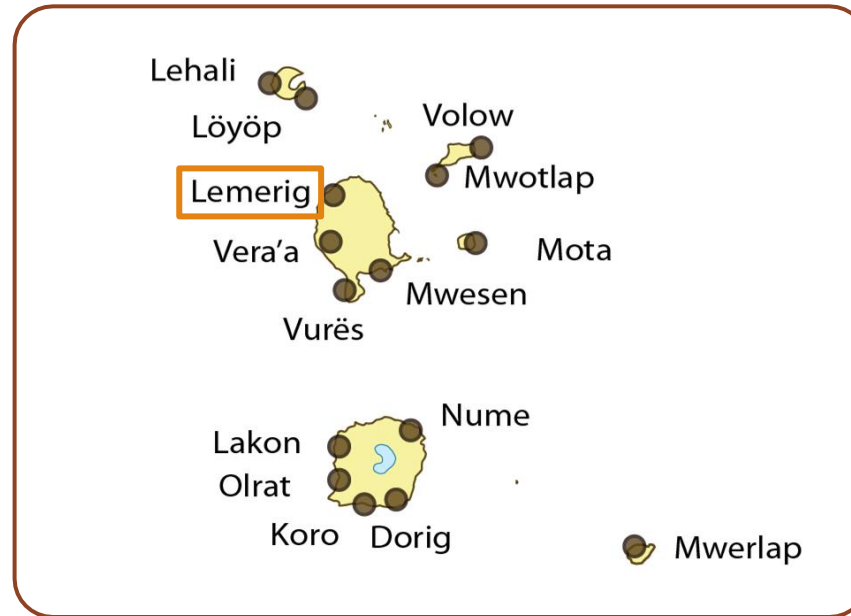 Lehali
Löyöp
Volow
Mwotlap
Lemerig
Vera'a
Mota
Mwesen
Vurës
Nume
Lakon
Olrat
Koro
Dorig
Mwerlap